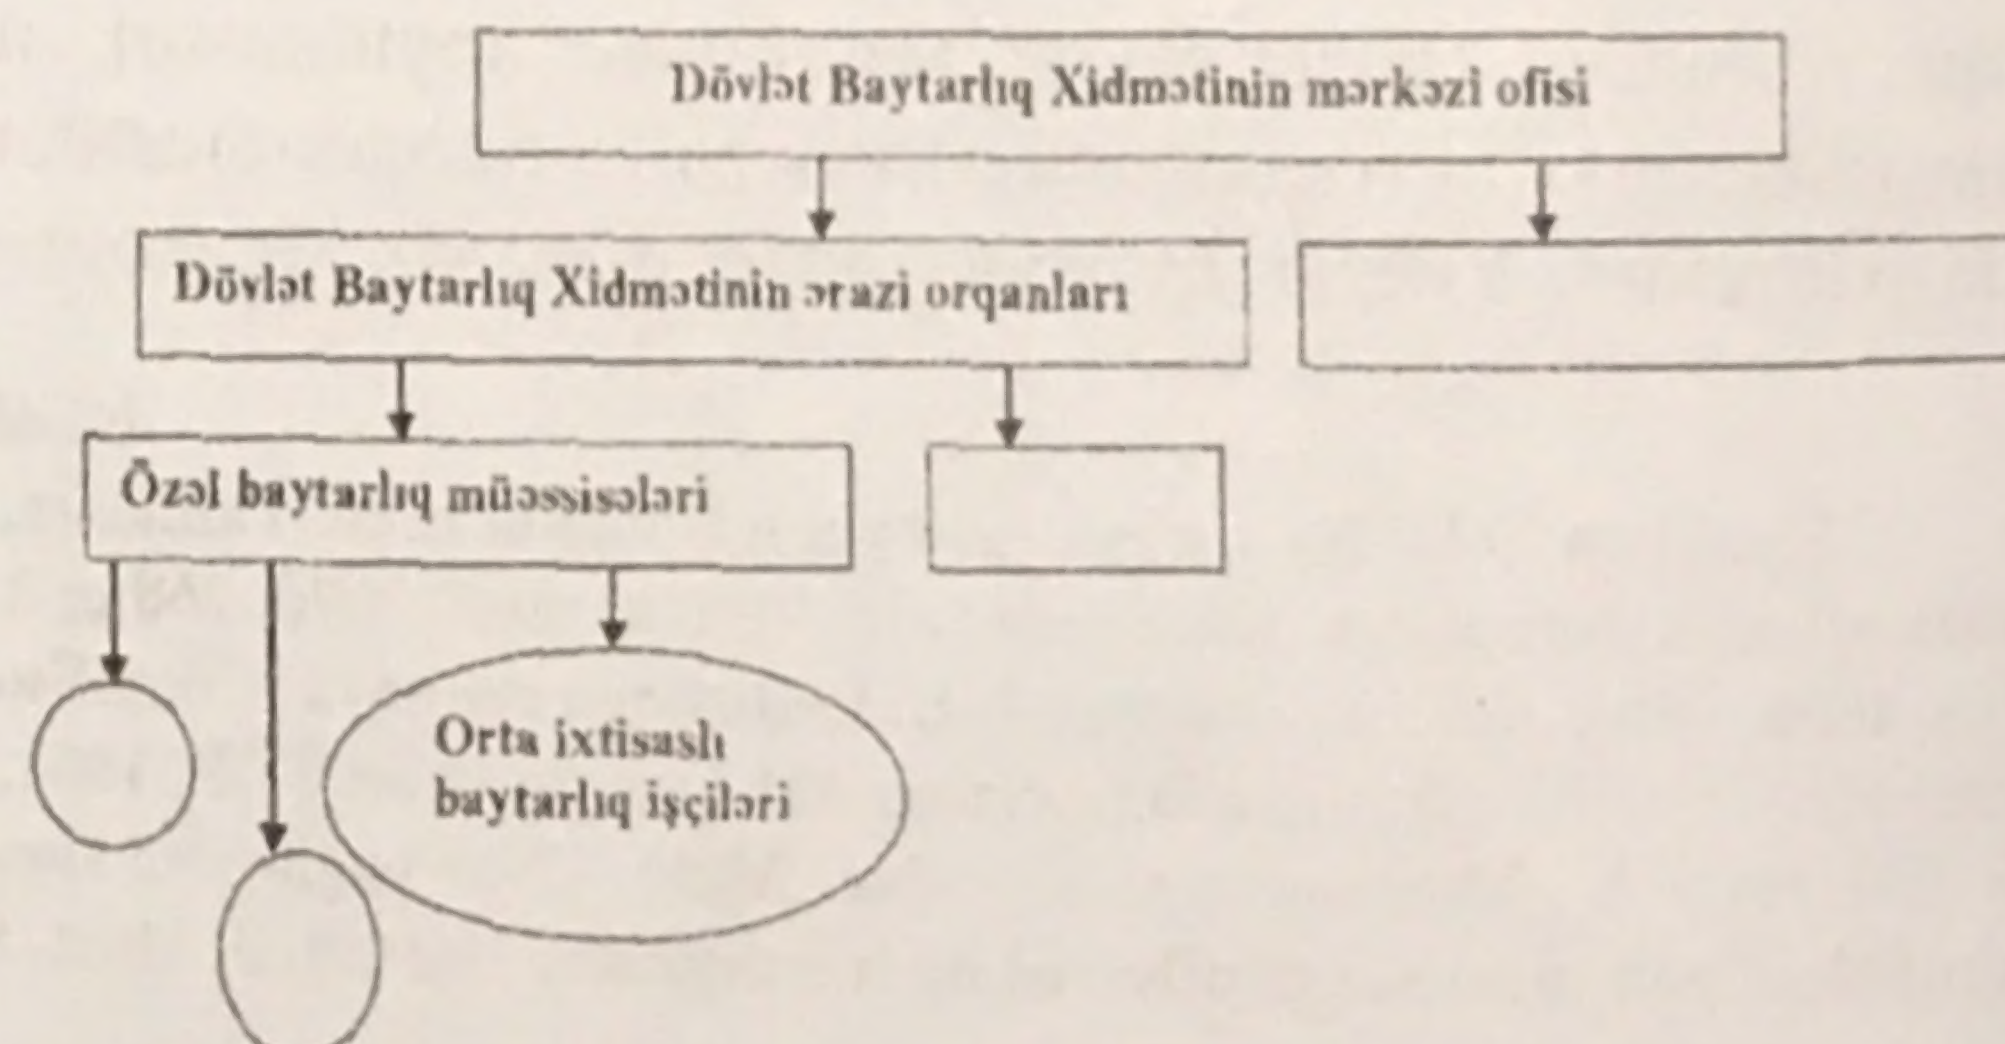 Dövlət Baytarlıq Xidmətinin mərkəzi ofisi
Dövlət Baytarlıq Xidmətinin ərazi orqanları
Özəl baytarlıq müəssisələri
Orta ixtisaslı
baytarlıq işçiləri